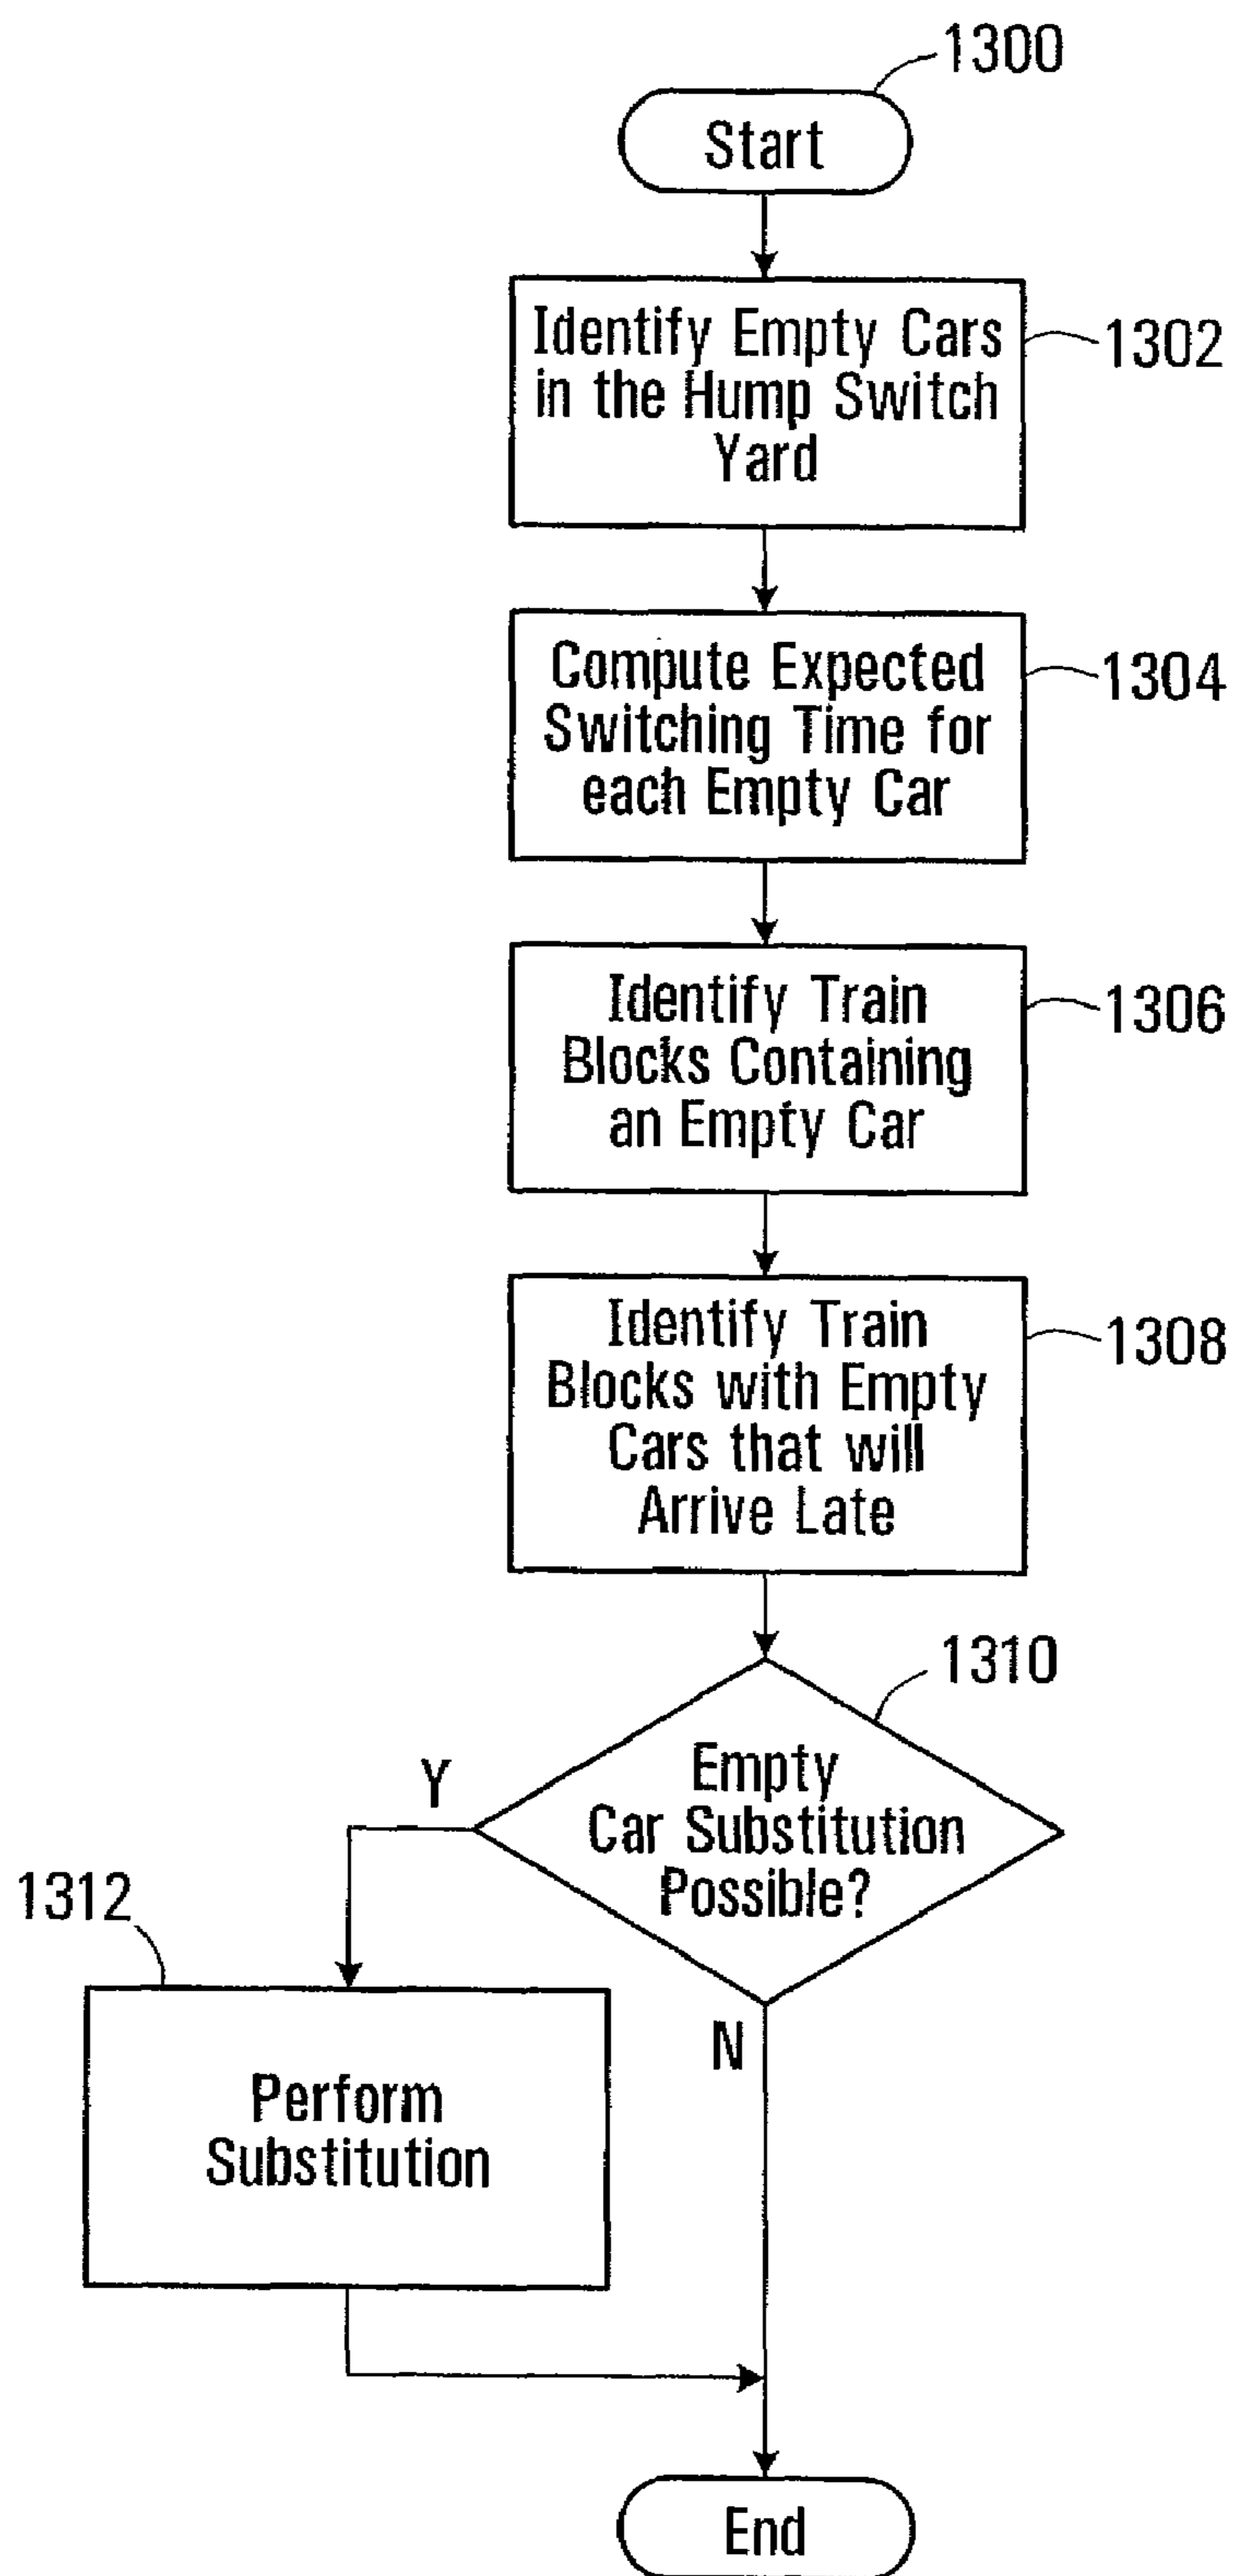 1300
Start
Identify Empty Cars
in the Hump Switch
Yard
1302
Compute Expected
Switching Time for
each Empty Car
1304
Identify Train
Blocks Containing
an Empty Car
1306
Identify Train
Blocks with Empty
Cars that will
Arrive Late
1308
1310
Empty
Car Substitution
Possible?
Y
N
1312
Perform
Substitution
End